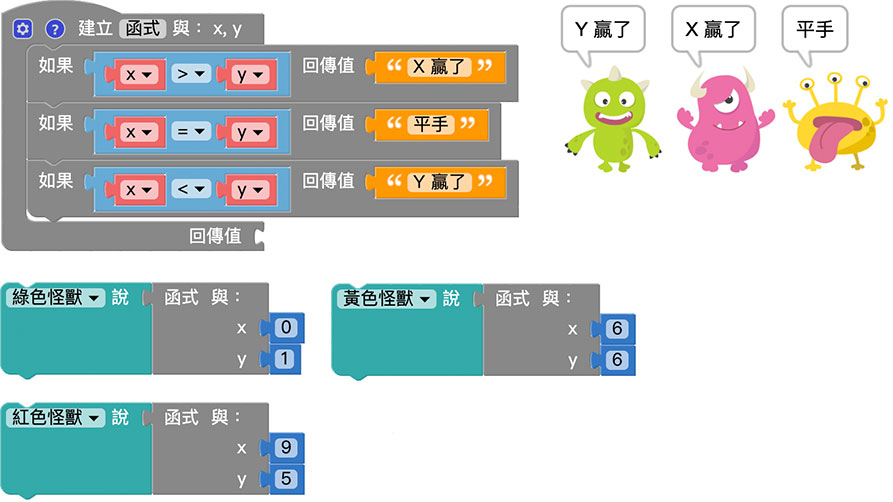 建立 函式 與： x, y
如果 x > y 回傳值 “ X 贏了 ”
如果 x = y 回傳值 “ 平手 ”
如果 x < y 回傳值 “ Y 贏了 ”
回傳值
Y 贏了
X 贏了
平手
綠色怪獸 說 函式 與：
x 0
y 1
黃色怪獸 說 函式 與：
x 6
y 6
紅色怪獸 說 函式 與：
x 9
y 5